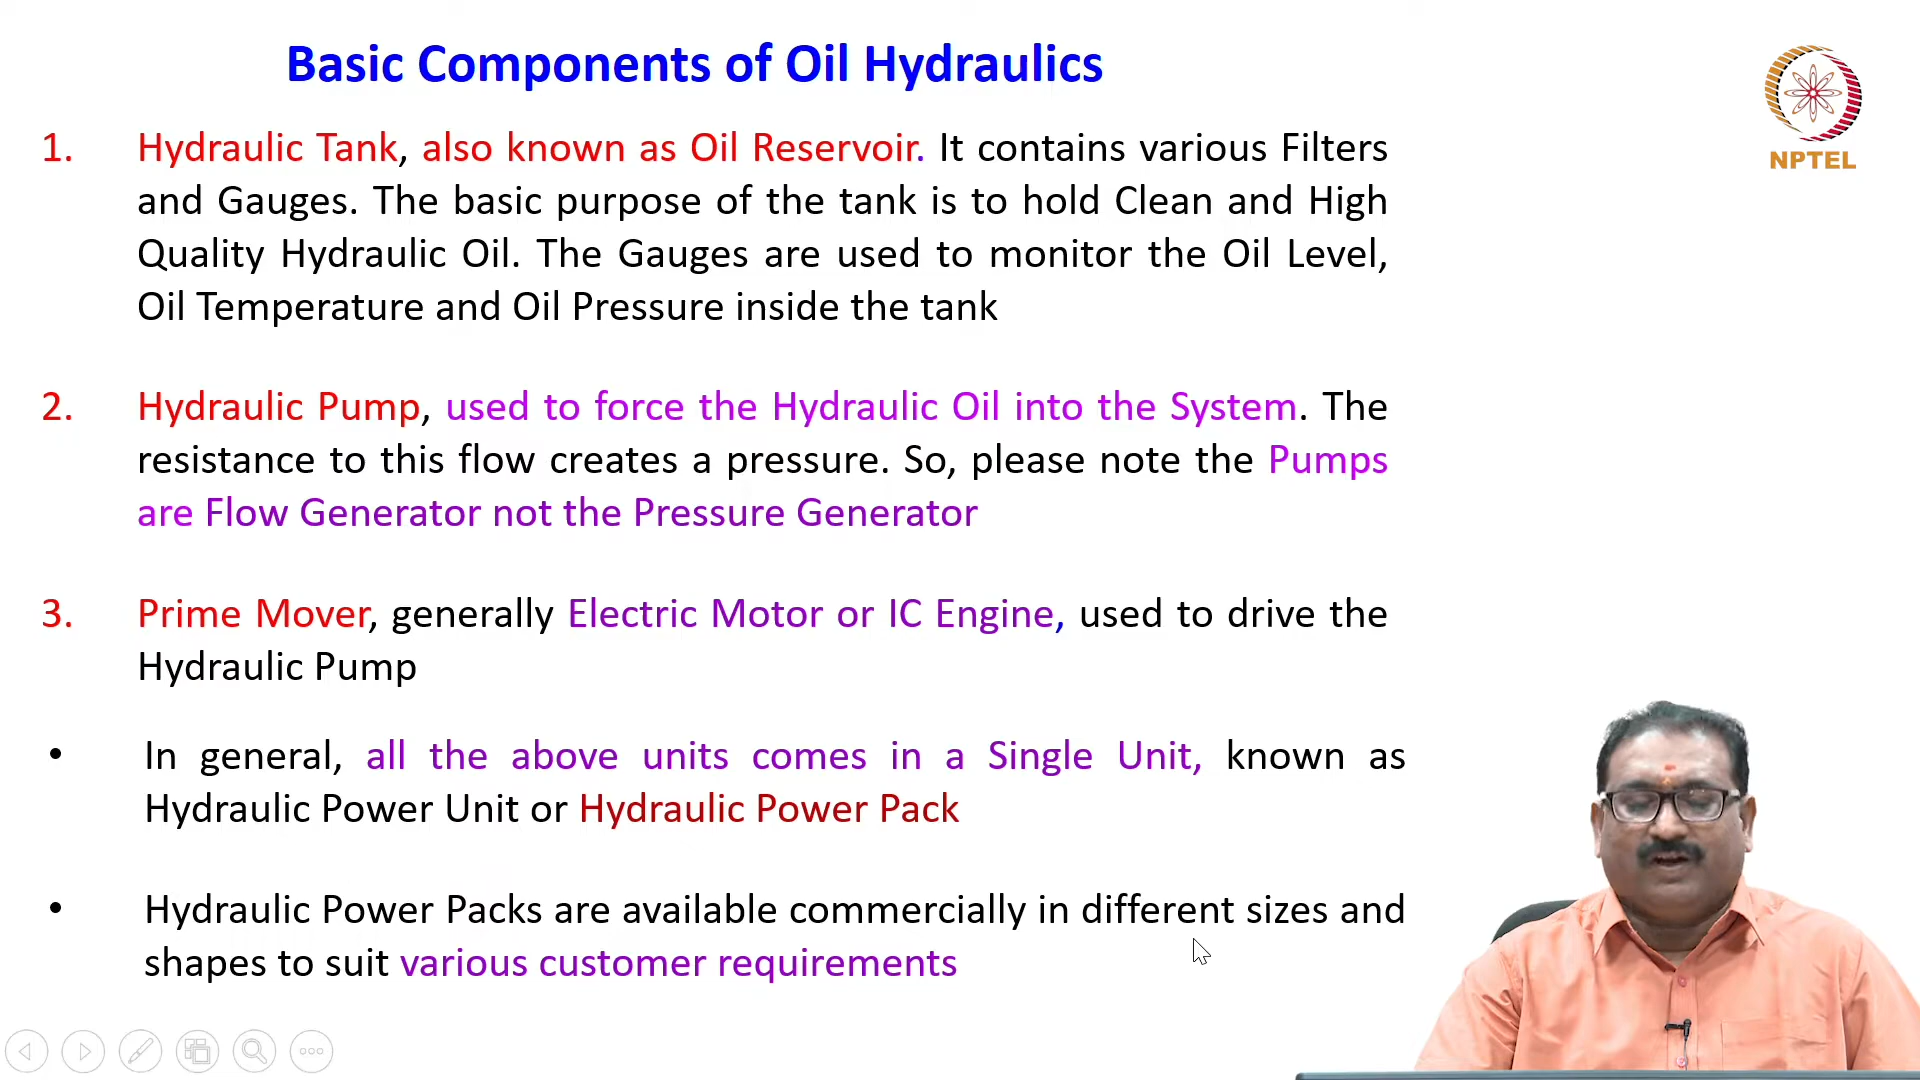 Basic Components of Oil Hydraulics
NPTEL
1. Hydraulic Tank, also known as Oil Reservoir. It contains various Filters
and Gauges. The basic purpose of the tank is to hold Clean and High
Quality Hydraulic Oil. The Gauges are used to monitor the Oil Level,
Oil Temperature and Oil Pressure inside the tank
2. Hydraulic Pump, used to force the Hydraulic Oil into the System. The
resistance to this flow creates a pressure. So, please note the Pumps
are Flow Generator not the Pressure Generator
3. Prime Mover, generally Electric Motor or IC Engine, used to drive the
Hydraulic Pump
• In general, all the above units comes in a Single Unit, known as
Hydraulic Power Unit or Hydraulic Power Pack
• Hydraulic Power Packs are available commercially in different sizes and
shapes to suit various customer requirements